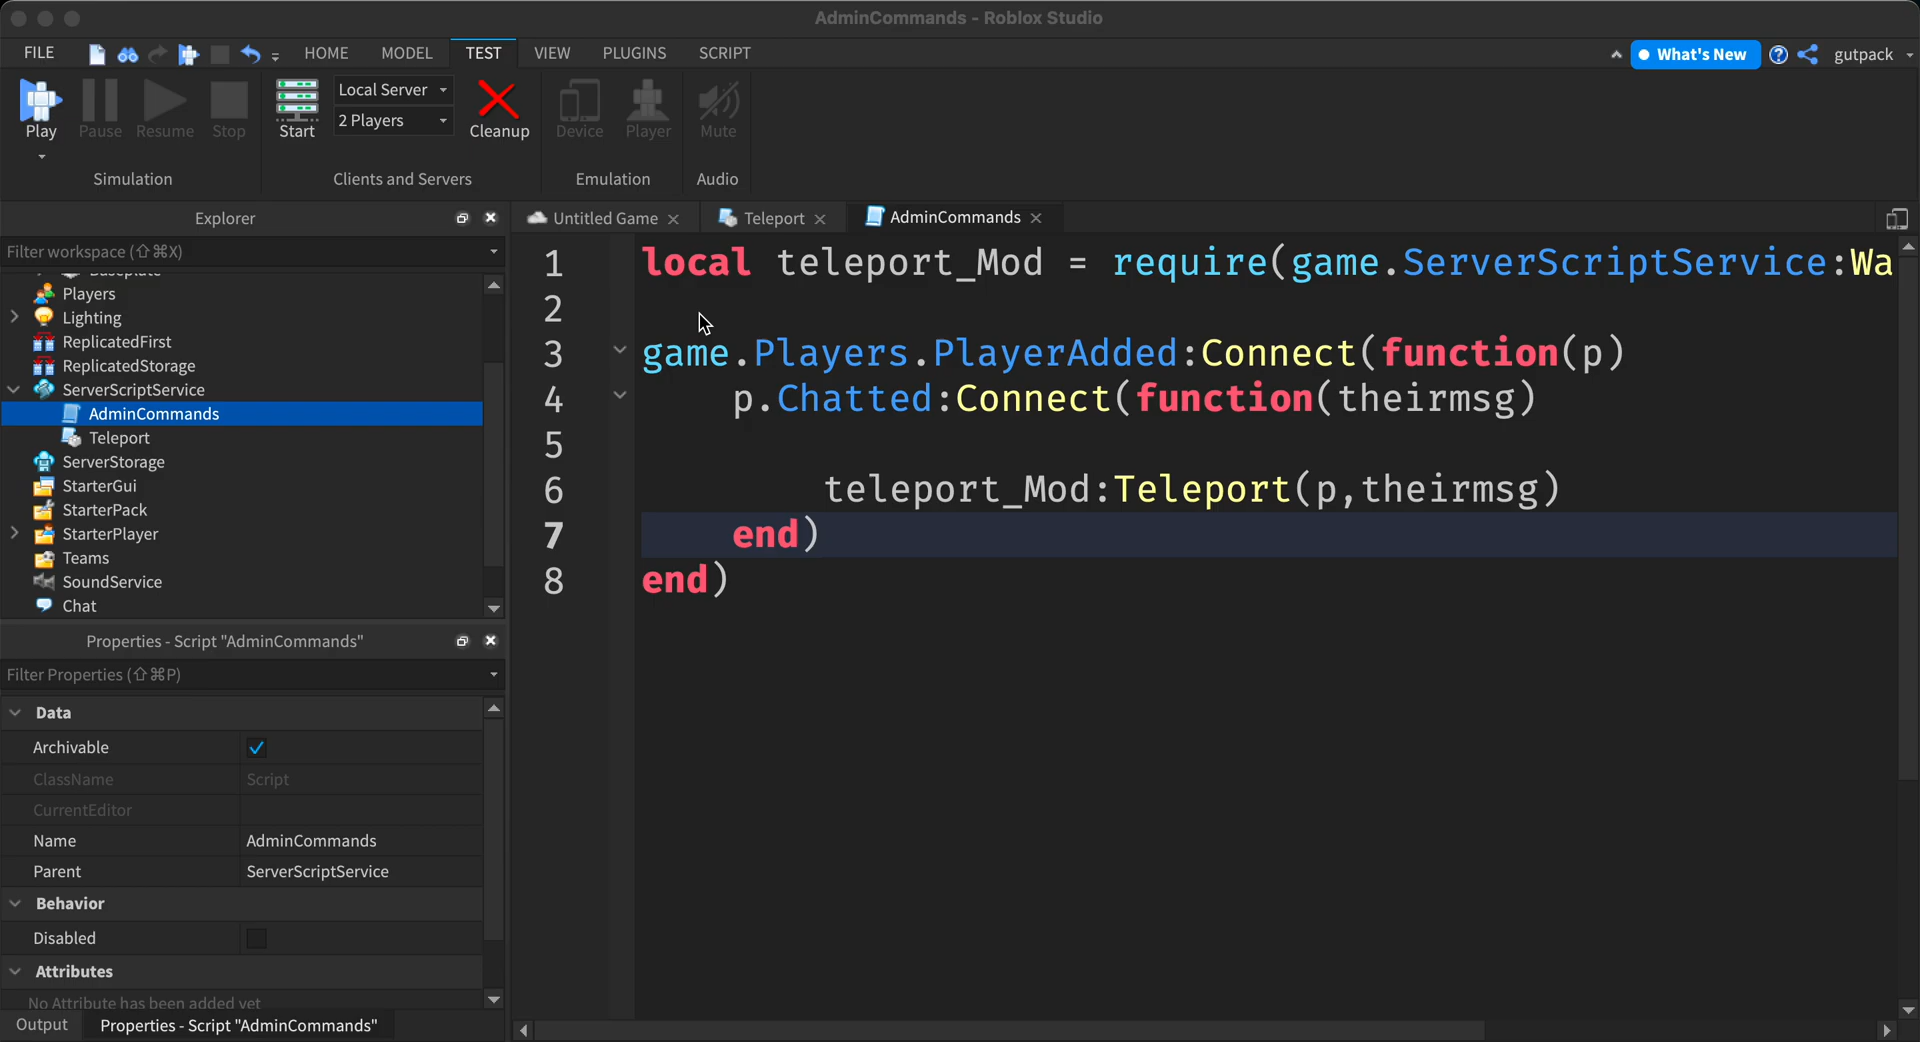 AdminCommands - Roblox Studio
FILE HOME MODEL TEST VIEW PLUGINS SCRIPT What's New gutpack
Play Pause Resume Stop Start Local Server 2 Players Cleanup Device Player Mute
Simulation Clients and Servers Emulation Audio
Explorer
Filter workspace (⇧⌘X)
Baseplate
Players
Lighting
ReplicatedFirst
ReplicatedStorage
ServerScriptService
AdminCommands
Teleport
ServerStorage
StarterGui
StarterPack
StarterPlayer
Teams
SoundService
Chat
Properties - Script "AdminCommands"
Filter Properties (⇧⌘P)
Data
Archivable
ClassName Script
CurrentEditor
Name AdminCommands
Parent ServerScriptService
Behavior
Disabled
Attributes
No Attribute has been added yet
Output Properties - Script "AdminCommands"
Untitled Game Teleport AdminCommands
1 local teleport_Mod = require(game.ServerScriptService:Wa
2
3 game.Players.PlayerAdded:Connect(function(p)
4 p.Chatted:Connect(function(theirmsg)
5
6 teleport_Mod:Teleport(p,theirmsg)
7 end)
8 end)